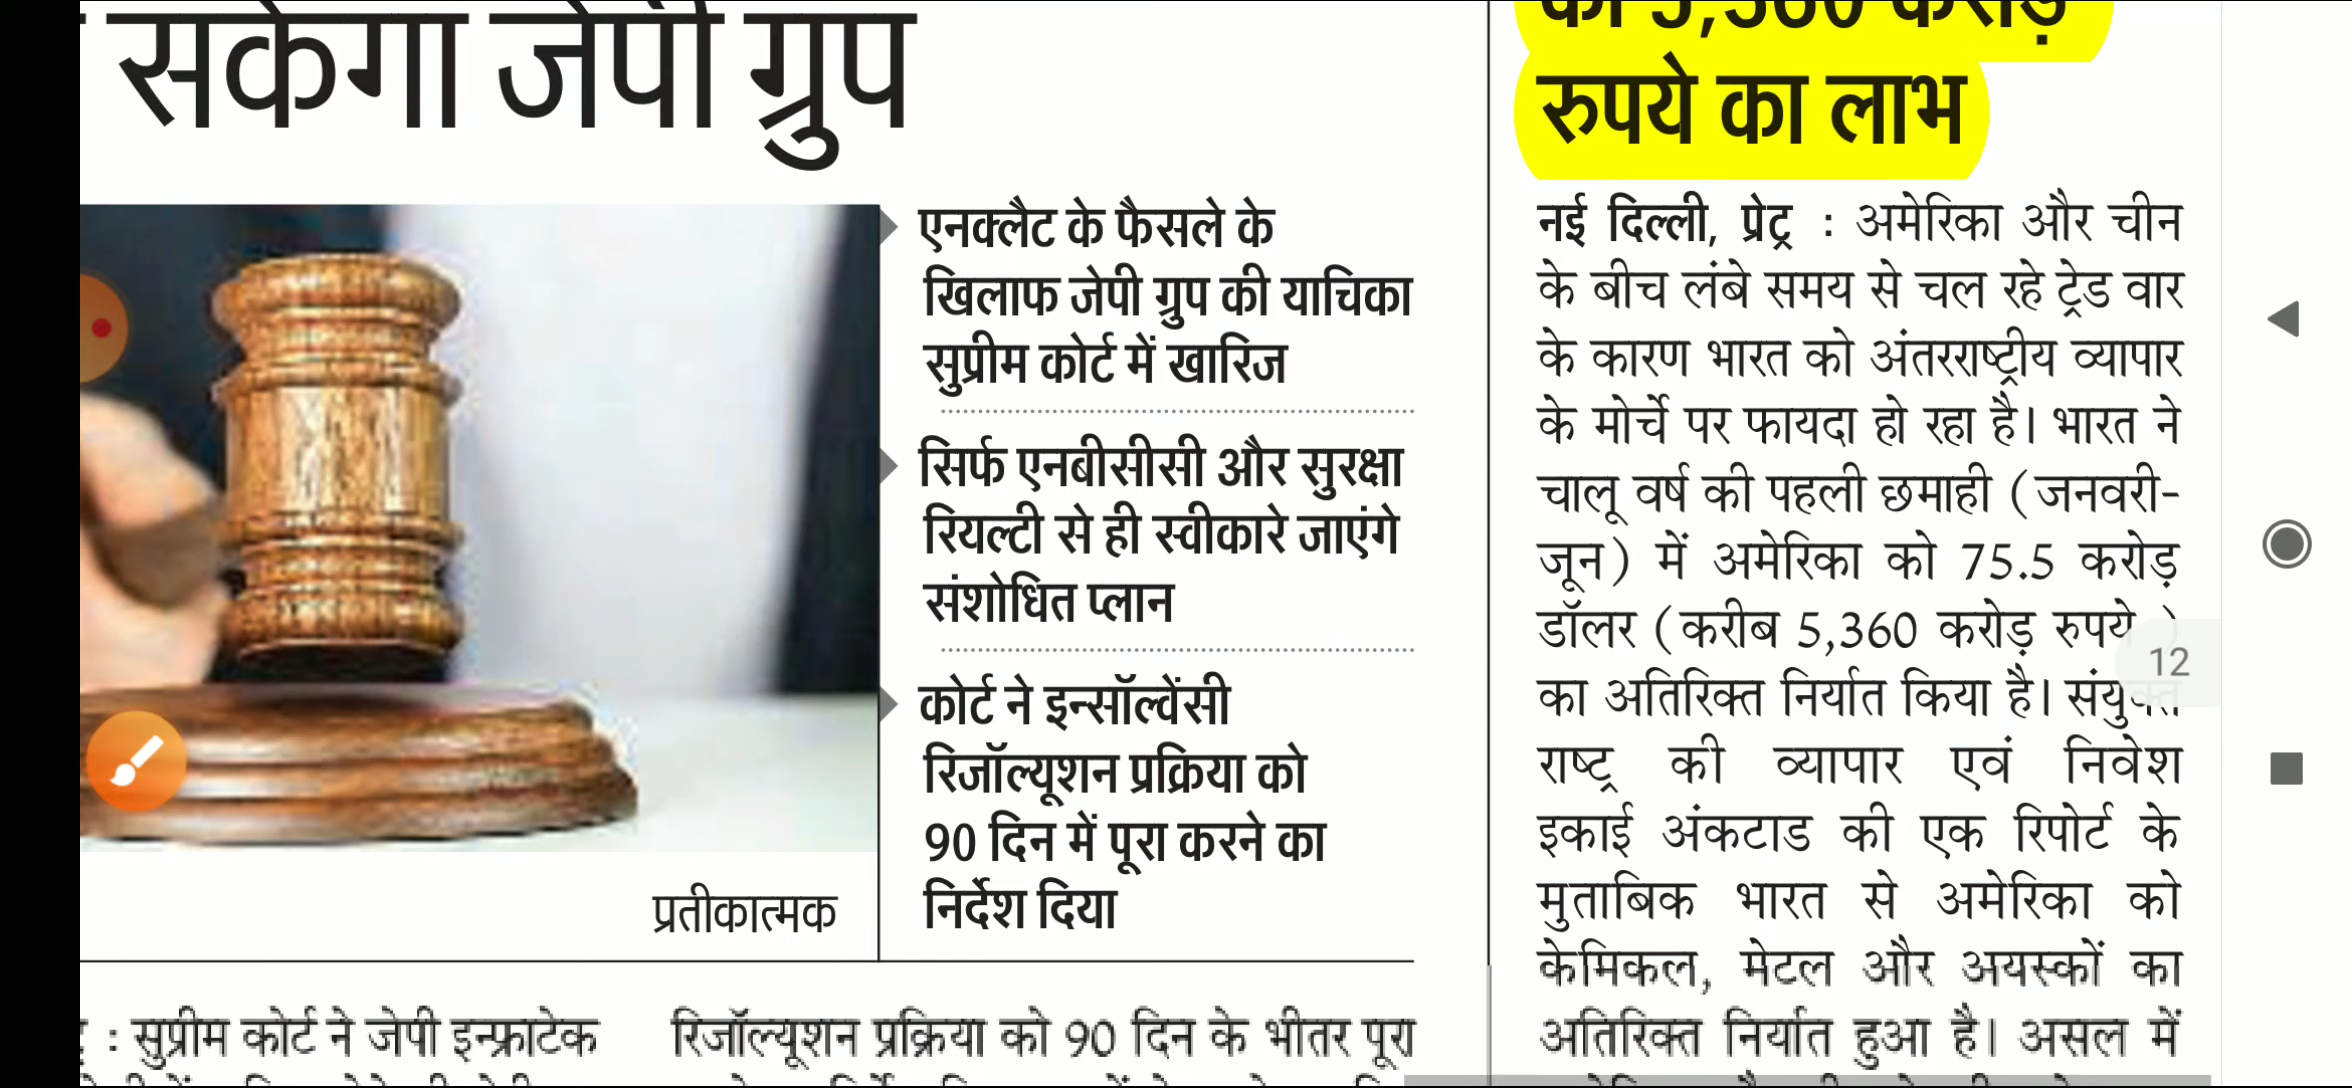 सकेगा जेपी ग्रुप
एनक्लैट के फैसले के
खिलाफ जेपी ग्रुप की याचिका
सुप्रीम कोर्ट में खारिज
सिर्फ एनबीसीसी और सुरक्षा
रियल्टी से ही स्वीकारे जाएंगे
संशोधित प्लान
कोर्ट ने इन्सॉल्वेंसी
रिजॉल्यूशन प्रक्रिया को
90 दिन में पूरा करने का
निर्देश दिया
प्रतीकात्मक
: सुप्रीम कोर्ट ने जेपी इन्फ्राटेक
रिजॉल्यूशन प्रक्रिया को 90 दिन के भीतर पूरा
को 5,360 करोड़
रुपये का लाभ
नई दिल्ली, प्रेट्र : अमेरिका और चीन
के बीच लंबे समय से चल रहे ट्रेड वार
के कारण भारत को अंतरराष्ट्रीय व्यापार
के मोर्चे पर फायदा हो रहा है। भारत ने
चालू वर्ष की पहली छमाही (जनवरी-
जून) में अमेरिका को 75.5 करोड़
डॉलर (करीब 5,360 करोड़ रुपये )
का अतिरिक्त निर्यात किया है। संयुक्त
राष्ट्र की व्यापार एवं निवेश
इकाई अंकटाड की एक रिपोर्ट के
मुताबिक भारत से अमेरिका को
केमिकल, मेटल और अयस्कों का
अतिरिक्त निर्यात हुआ है। असल में
12